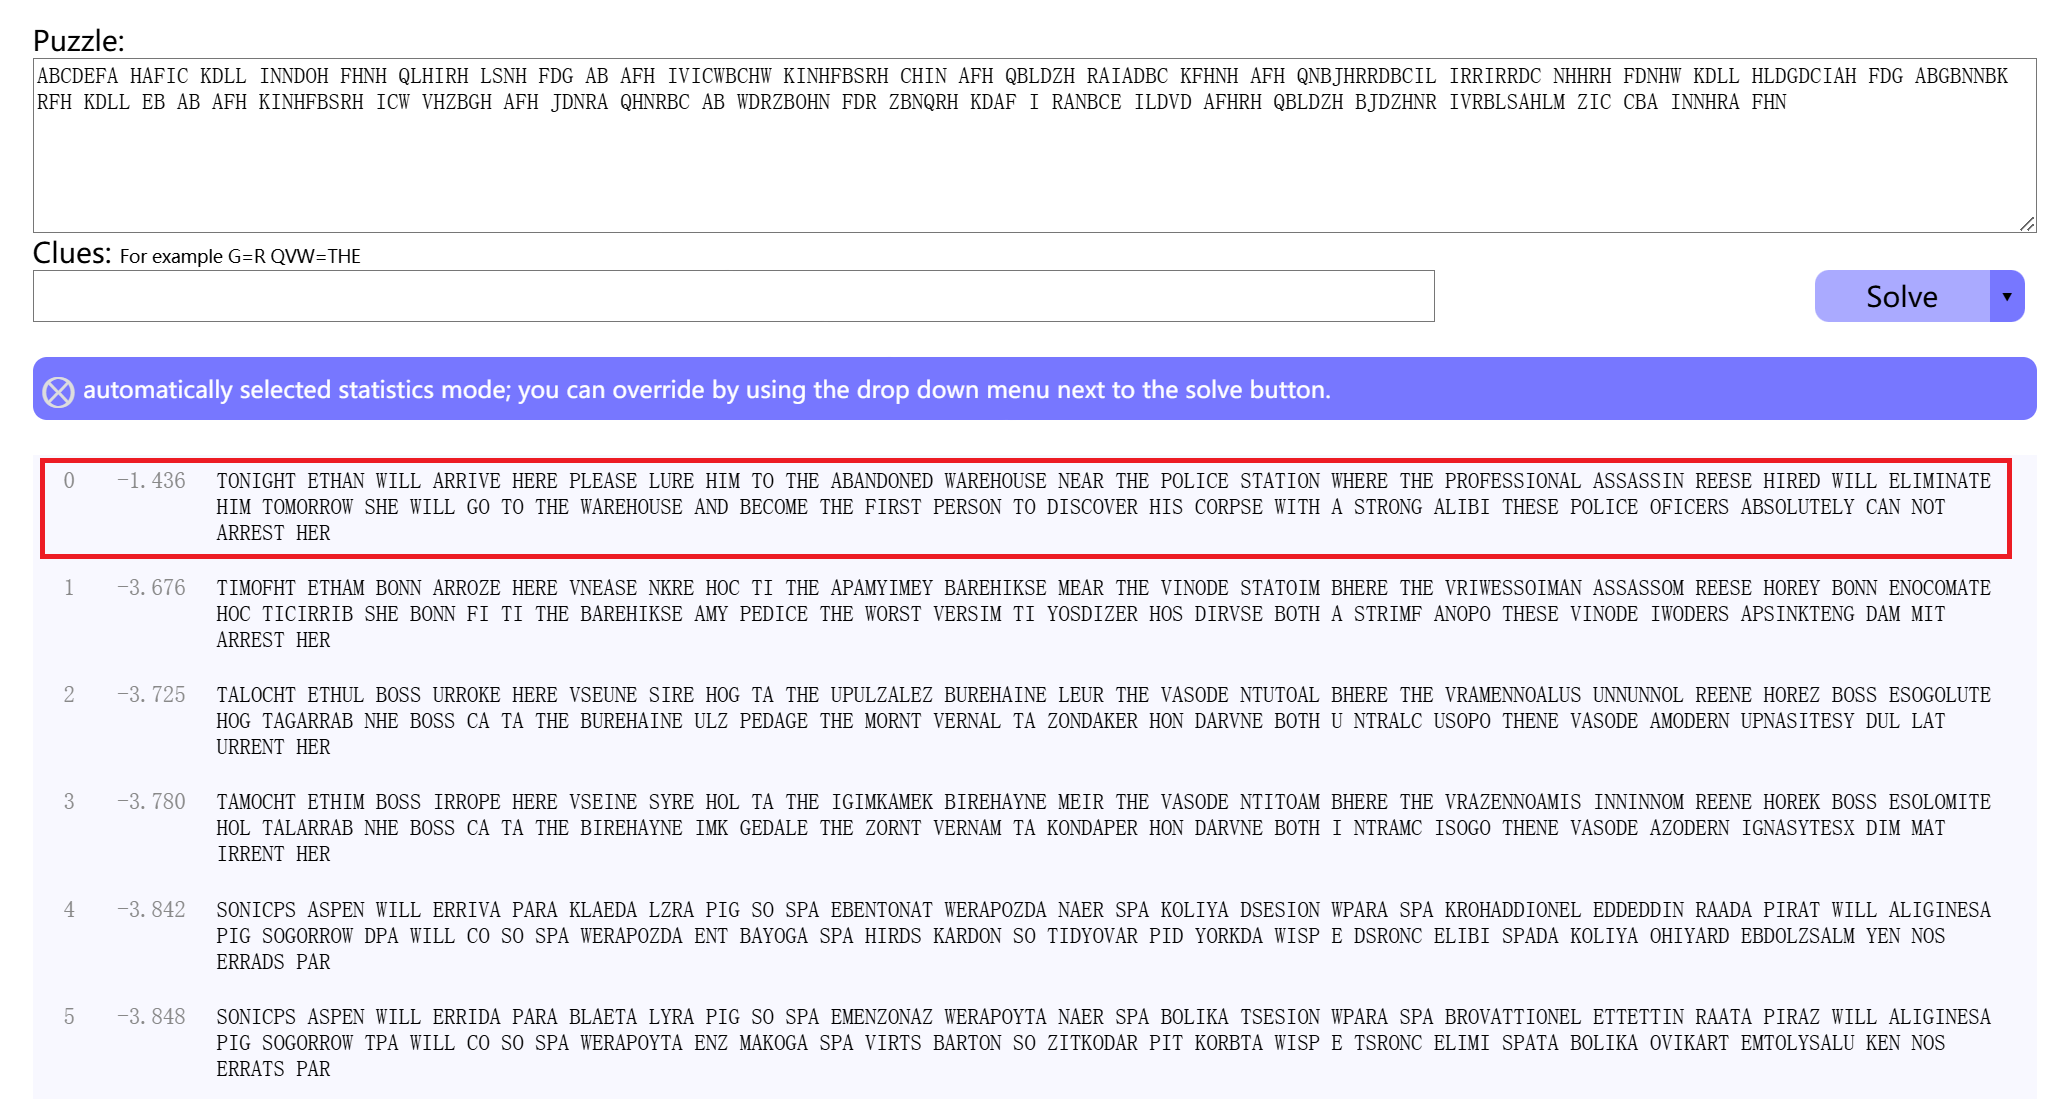 Puzzle:
ABCDEFA HAFIC KDLL INNDOH FHNH QLHIRH LSNH FDG AB AFH IVICWBCHW KINHFBSRH CHIN AFH QBLDZH RAIADBC KFHNH AFH QNBJHRRDBCIL IRRIRRDC NHHRH FDNHW KDLL HLDGDCIAH FDG ABGBNNBK
RFH KDLL EB AB AFH KINHFBSRH ICW VHZBGH AFH JDNRA QHNRBC AB WDRZBOHN FDR ZBNQRH KDAF I RANBCE ILDVD AFHRH QBLDZH BJDZHNR IVRBLSAHLM ZIC CBA INNHRA FHN
Clues: For example G=R QVW=THE
Solve ▼
automatically selected statistics mode; you can override by using the drop down menu next to the solve button.
0 -1.436 TONIGHT ETHAN WILL ARRIVE HERE PLEASE LURE HIM TO THE ABANDONED WAREHOUSE NEAR THE POLICE STATION WHERE THE PROFESSIONAL ASSASSIN REESE HIRED WILL ELIMINATE
HIM TOMORROW SHE WILL GO TO THE WAREHOUSE AND BECOME THE FIRST PERSON TO DISCOVER HIS CORPSE WITH A STRONG ALIBI THESE POLICE OFICERS ABSOLUTELY CAN NOT
ARREST HER
1 -3.676 TIMOFHT ETHAM BONN ARROZE HERE VNEASE NKRE HOC TI THE APAMYIMEY BAREHIKSE MEAR THE VINODE STATOIM BHERE THE VRIWESSOIMAN ASSASSOM REESE HOREY BONN ENOCOMATE
HOC TICIRRIB SHE BONN FI TI THE BAREHIKSE AMY PEDICE THE WORST VERSIM TI YOSDIZER HOS DIRVSE BOTH A STRIMF ANOPO THESE VINODE IWODERS APSINKTENG DAM MIT
ARREST HER
2 -3.725 TALOCHT ETHUL BOSS URROKE HERE VSEUNE SIRE HOG TA THE UPULZALEZ BUREHAINE LEUR THE VASODE NTUTOAL BHERE THE VRAMENNOALUS UNNUNNOL REENE HOREZ BOSS ESOGOLUTE
HOG TAGARRAB NHE BOSS CA TA THE BUREHAINE ULZ PEDAGE THE MORNT VERNAL TA ZONDAKER HON DARVNE BOTH U NTRALC USOPO THENE VASODE AMODERN UPNASITESY DUL LAT
URRENT HER
3 -3.780 TAMOCHT ETHIM BOSS IRROPE HERE VSEINE SYRE HOL TA THE IGIMKAMEK BIREHAYNE MEIR THE VASODE NTITOAM BHERE THE VRAZENNOAMIS INNINNOM REENE HOREK BOSS ESOLOMITE
HOL TALARRAB NHE BOSS CA TA THE BIREHAYNE IMK GEDALE THE ZORNT VERNAM TA KONDAPER HON DARVNE BOTH I NTRAMC ISOGO THENE VASODE AZODERN IGNASYTESX DIM MAT
IRRENT HER
4 -3.842 SONICPS ASPEN WILL ERRIVA PARA KLAEDA LZRA PIG SO SPA EBENTONAT WERAPOZDA NAER SPA KOLIYA DSESION WPARA SPA KROHADDIONEL EDDEDDIN RAADA PIRAT WILL ALIGINESA
PIG SOGORROW DPA WILL CO SO SPA WERAPOZDA ENT BAYOGA SPA HIRDS KARDON SO TIDYOVAR PID YORKDA WISP E DSRONC ELIBI SPADA KOLIYA OHIYARD EBDOLZSALM YEN NOS
ERRADS PAR
5 -3.848 SONICPS ASPEN WILL ERRIDA PARA BLAETA LYRA PIG SO SPA EMENZONAZ WERAPOYTA NAER SPA BOLIKA TSESION WPARA SPA BROVATTIONEL ETTETTIN RAATA PIRAZ WILL ALIGINESA
PIG SOGORROW TPA WILL CO SO SPA WERAPOYTA ENZ MAKOGA SPA VIRTS BARTON SO ZITKODAR PIT KORBTA WISP E TSRONC ELIMI SPATA BOLIKA OVIKART EMTOLYSALU KEN NOS
ERRATS PAR